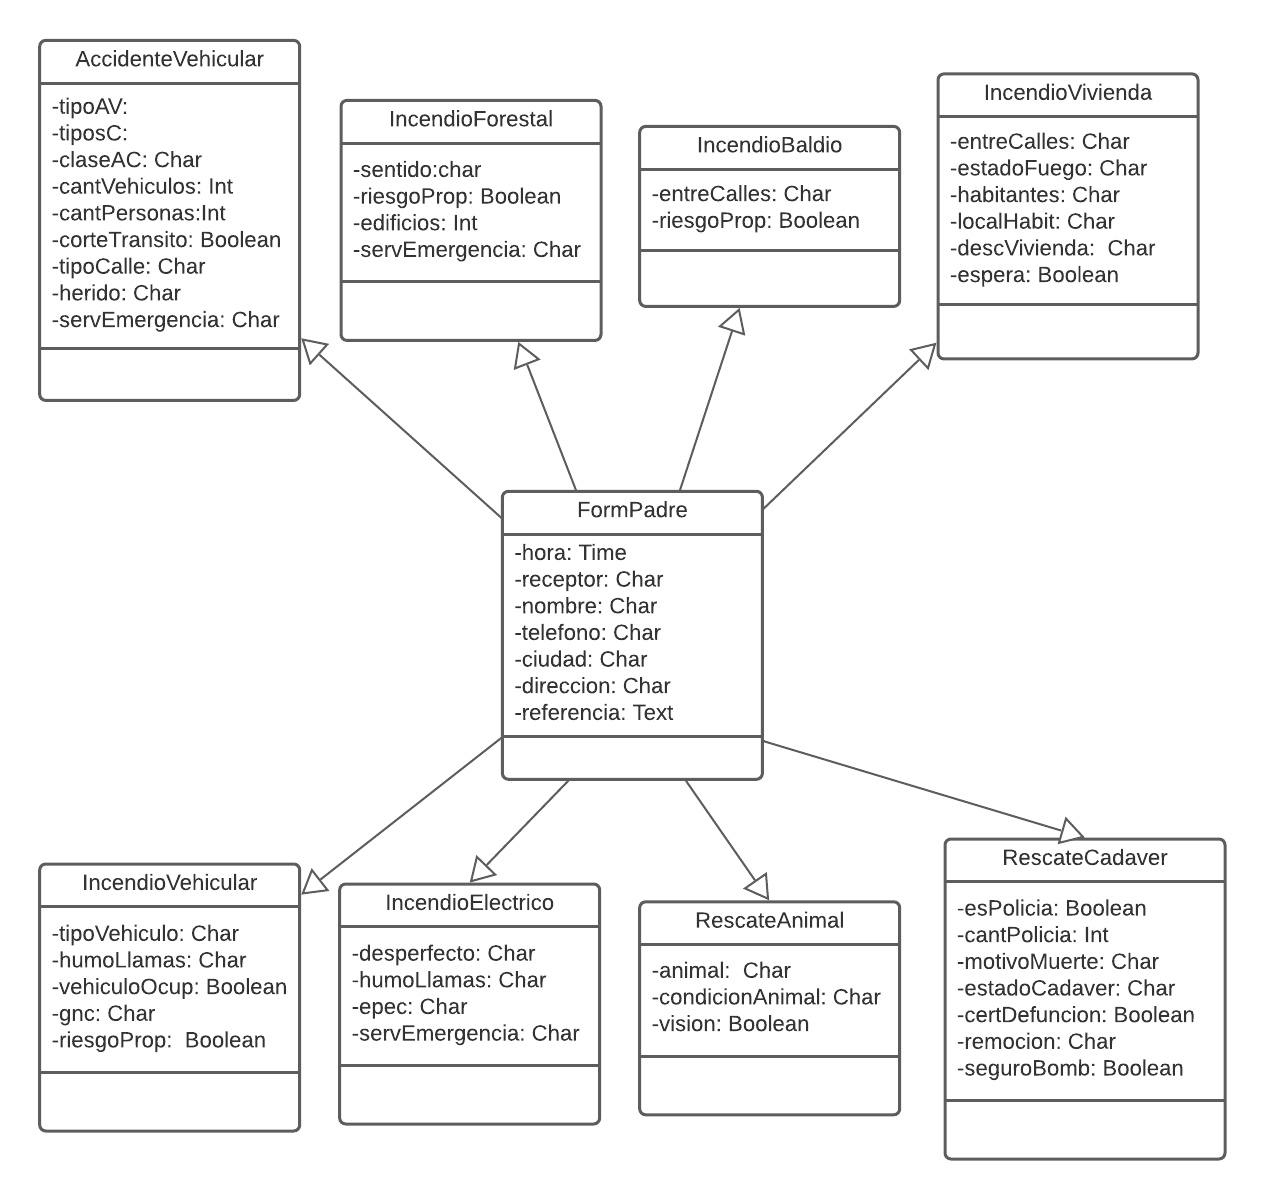 AccidenteVehicular
-tipoAV:
-tiposC:
-claseAC: Char
-cantVehiculos: Int
-cantPersonas:Int
-corteTransito: Boolean
-tipoCalle: Char
-herido: Char
-servEmergencia: Char
IncendioForestal
-sentido:char
-riesgoProp: Boolean
-edificios: Int
-servEmergencia: Char
IncendioBaldio
-entreCalles: Char
-riesgoProp: Boolean
IncendioVivienda
-entreCalles: Char
-estadoFuego: Char
-habitantes: Char
-localHabit: Char
-descVivienda:  Char
-espera: Boolean
FormPadre
-hora: Time
-receptor: Char
-nombre: Char
-telefono: Char
-ciudad: Char
-direccion: Char
-referencia: Text
IncendioVehicular
-tipoVehiculo: Char
-humoLlamas: Char
-vehiculoOcup: Boolean
-gnc: Char
-riesgoProp:  Boolean
IncendioElectrico
-desperfecto: Char
-humoLlamas: Char
-epec: Char
-servEmergencia: Char
RescateAnimal
-animal:  Char
-condicionAnimal: Char
-vision: Boolean
RescateCadaver
-esPolicia: Boolean
-cantPolicia: Int
-motivoMuerte: Char
-estadoCadaver: Char
-certDefuncion: Boolean
-remocion: Char
-seguroBomb: Boolean